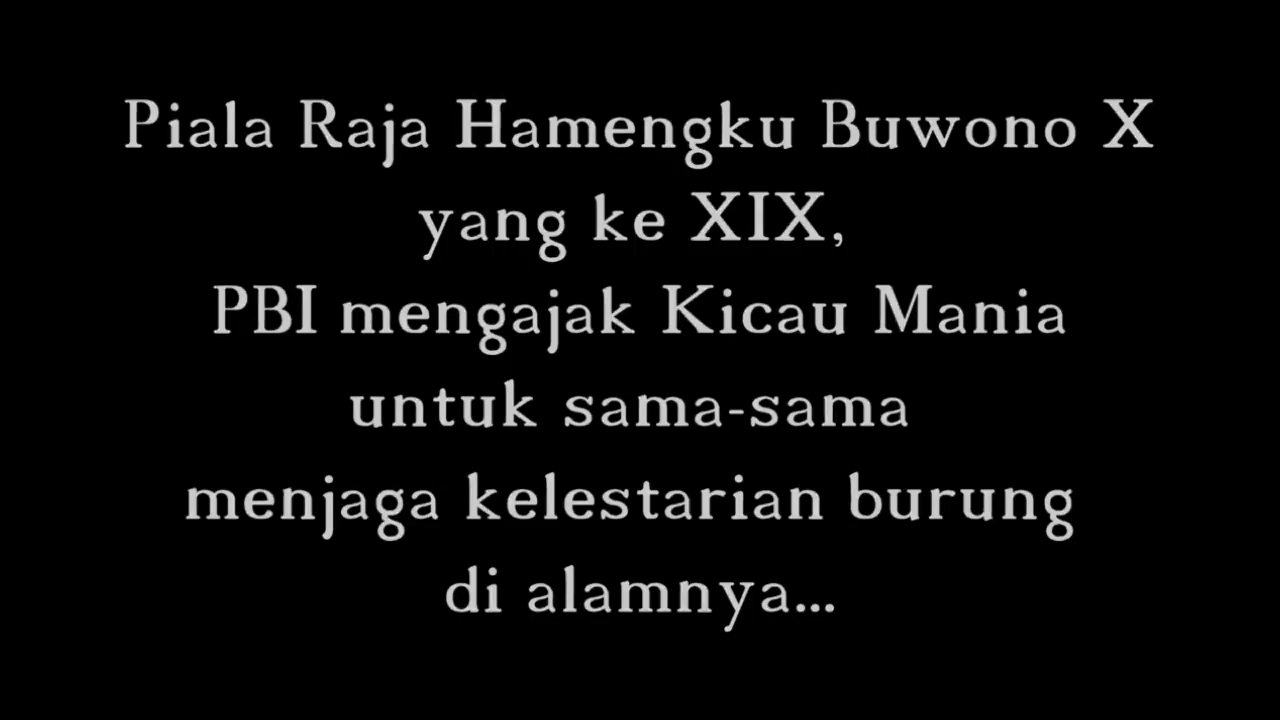 Piala Raja Hamengku Buwono X
yang ke XIX,
PBI mengajak Kicau Mania
untuk sama-sama
menjaga kelestarian burung
di alamnya...